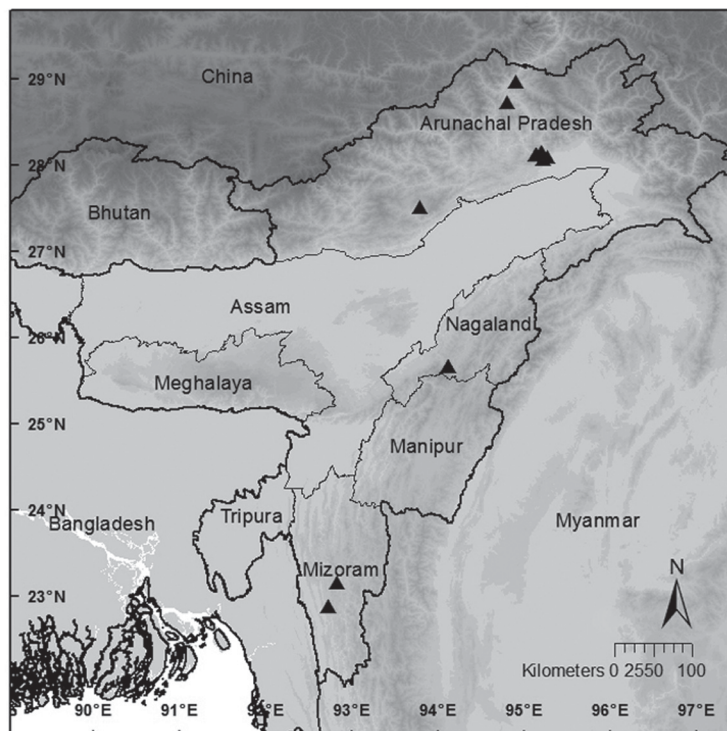 29°N
China
Arunachal Pradesh
28°N
Bhutan
27°N
Assam
Nagaland
26°N
Meghalaya
25°N
Manipur
24°N
Bangladesh
Tripura
Myanmar
Mizoram
N
23°N
Kilometers 0 2550 100
90°E 91°E 92°E 93°E 94°E 95°E 96°E 97°E